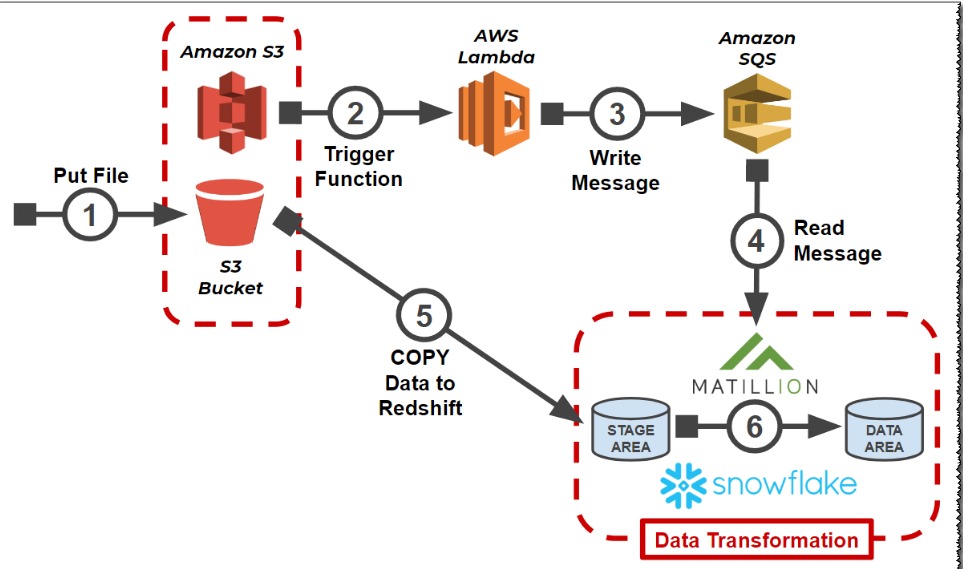 Amazon S3
AWS
Lambda
Amazon
SQS
2
Trigger
Function
3
Write
Message
Put File
1
S3
Bucket
4
Read
Message
5
COPY
Data to
Redshift
MATILLION
STAGE
AREA
6
DATA
AREA
snowflake
Data Transformation